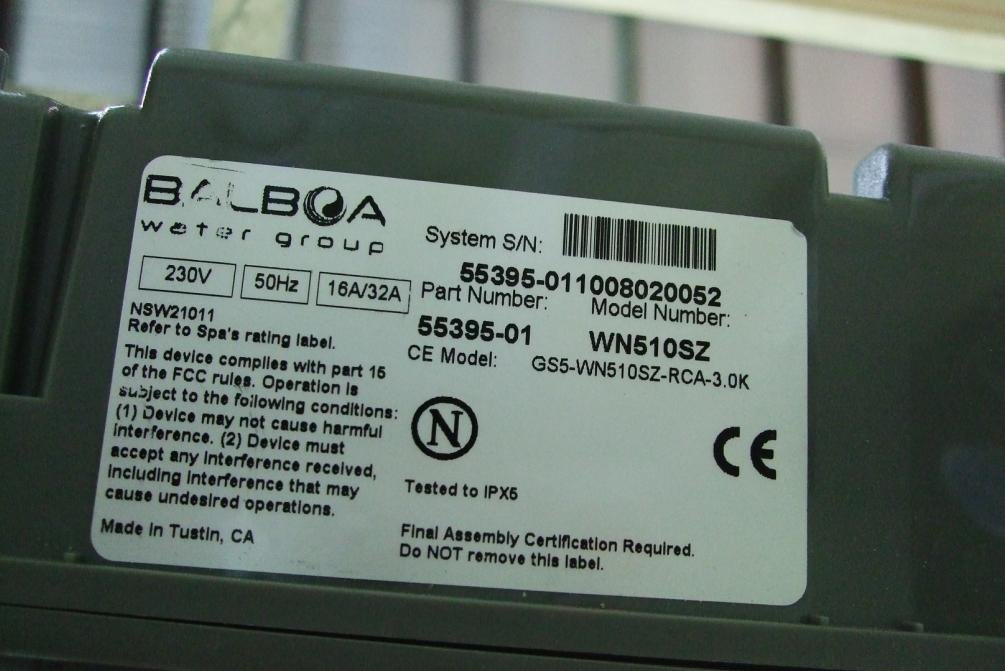 BALBOA
water group
230V 50Hz 16A/32A
NSW21011
Refer to Spa's rating label.
This device complies with part 15
of the FCC rules. Operation is
subject to the following conditions:
(1) Device may not cause harmful
interference. (2) Device must
accept any interference received,
including interference that may
cause undesired operations.
Made in Tustin, CA
System S/N:
55395-011008020052
Part Number: Model Number:
55395-01 WN510SZ
CE Model: GS5-WN510SZ-RCA-3.0K
N
CE
Tested to IPX5
Final Assembly Certification Required.
Do NOT remove this label.